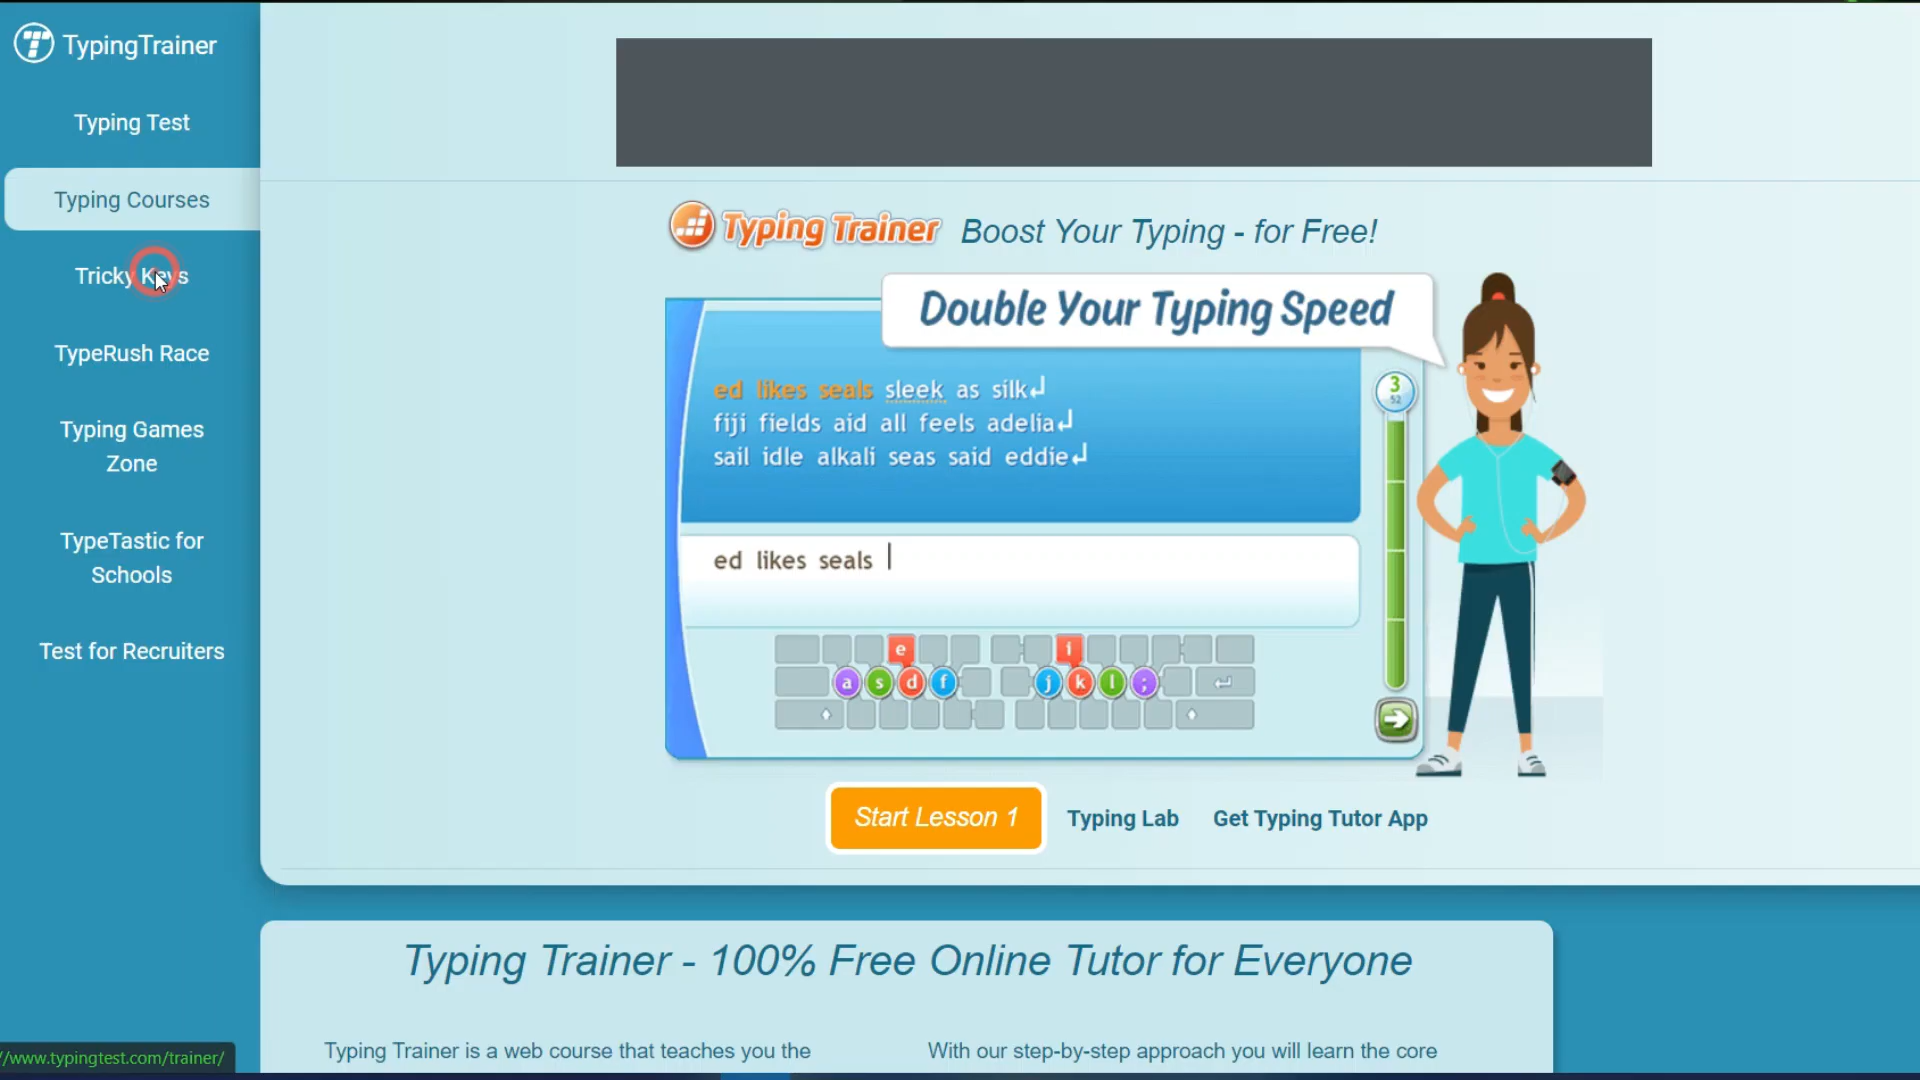 TypingTrainer
Typing Test
Typing Courses
Tricky Keys
TypeRush Race
Typing Games
Zone
TypeTastic for
Schools
Test for Recruiters
Typing Trainer Boost Your Typing - for Free!
Double Your Typing Speed
ed likes seals sleek as silk↲
fiji fields aid all feels adelia↲
sail idle alkali seas said eddie↲
3
52
ed likes seals
e i
a s d f j k l ;
Start Lesson 1 Typing Lab Get Typing Tutor App
Typing Trainer - 100% Free Online Tutor for Everyone
Typing Trainer is a web course that teaches you the
With our step-by-step approach you will learn the core
/www.typingtest.com/trainer/